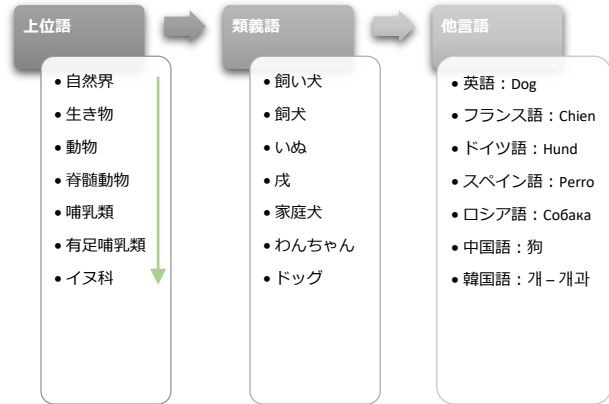 上位語
類義語
他言語
• 自然界
• 生き物
• 動物
• 脊髄動物
• 哺乳類
• 有足哺乳類
• イヌ科
• 飼い犬
• 飼犬
• いぬ
• 戌
• 家庭犬
• わんちゃん
• ドッグ
• 英語:Dog
• フランス語:Chien
• ドイツ語:Hund
• スペイン語:Perro
• ロシア語:Собака
• 中国語:狗
• 韓国語:개 – 개과